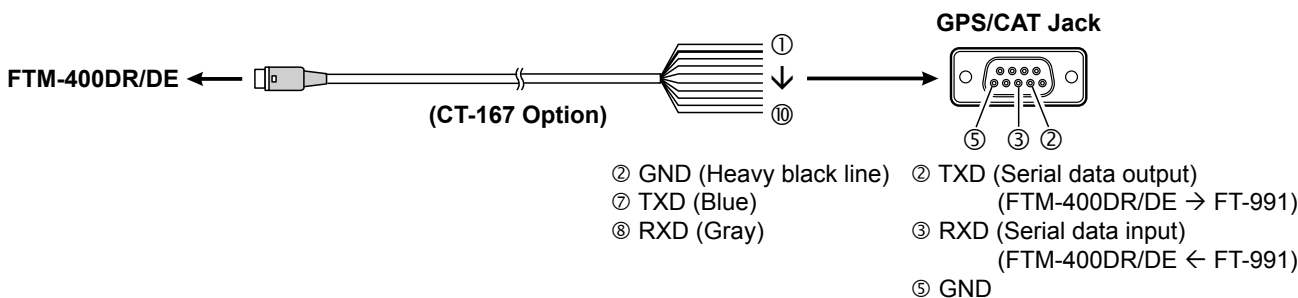 GPS/CAT Jack
①
FTM-400DR/DE
(CT-167 Option)
⑩
⑤ ③ ②
② GND (Heavy black line)
⑦ TXD (Blue)
⑧ RXD (Gray)
② TXD (Serial data output)
(FTM-400DR/DE → FT-991)
③ RXD (Serial data input)
(FTM-400DR/DE ← FT-991)
⑤ GND